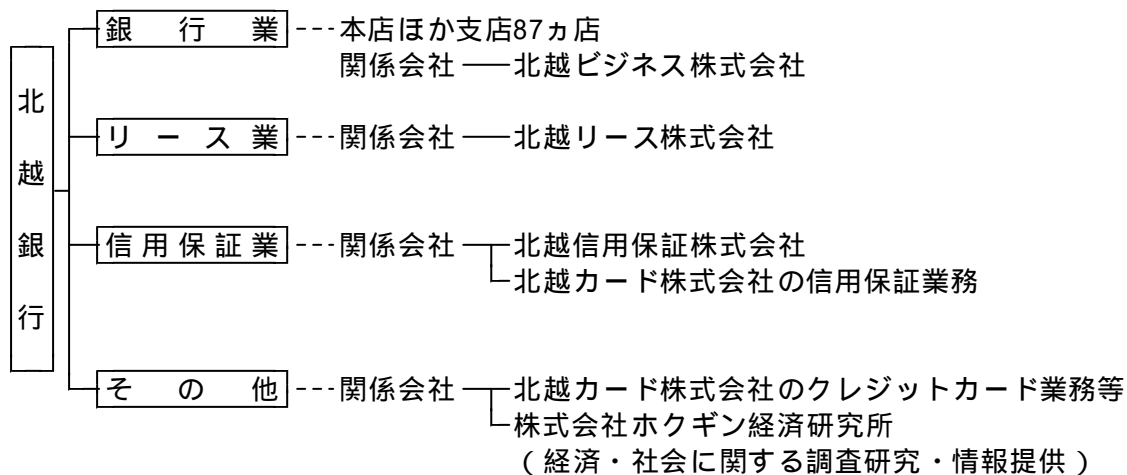 北越銀行
銀行業 本店ほか支店87ヵ店
関係会社 北越ビジネス株式会社
リース業 関係会社 北越リース株式会社
信用保証業 関係会社 北越信用保証株式会社
北越カード株式会社の信用保証業務
その他 関係会社 北越カード株式会社のクレジットカード業務等
株式会社ホクギン経済研究所
(経済・社会に関する調査研究・情報提供)